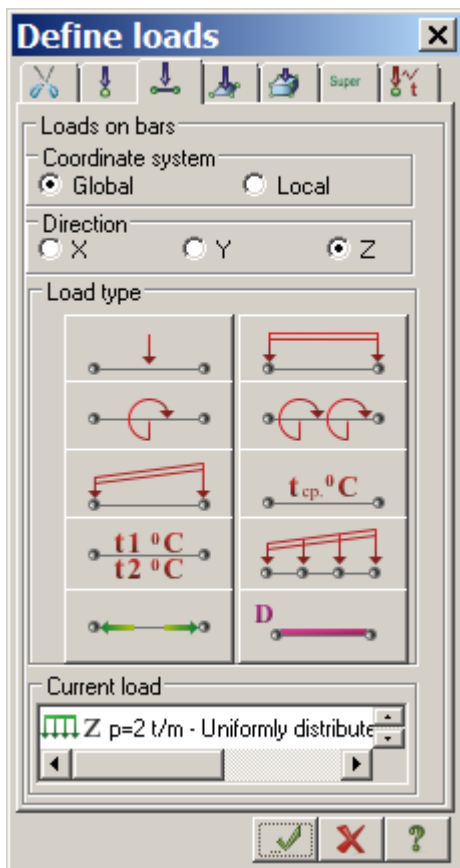 Define loads
Super t
Loads on bars
Coordinate system
Global Local
Direction
X Y Z
Load type
t cp. ⁰C
t1 ⁰C
t2 ⁰C
D
Current load
Z p=2 t/m - Uniformly distribute
?